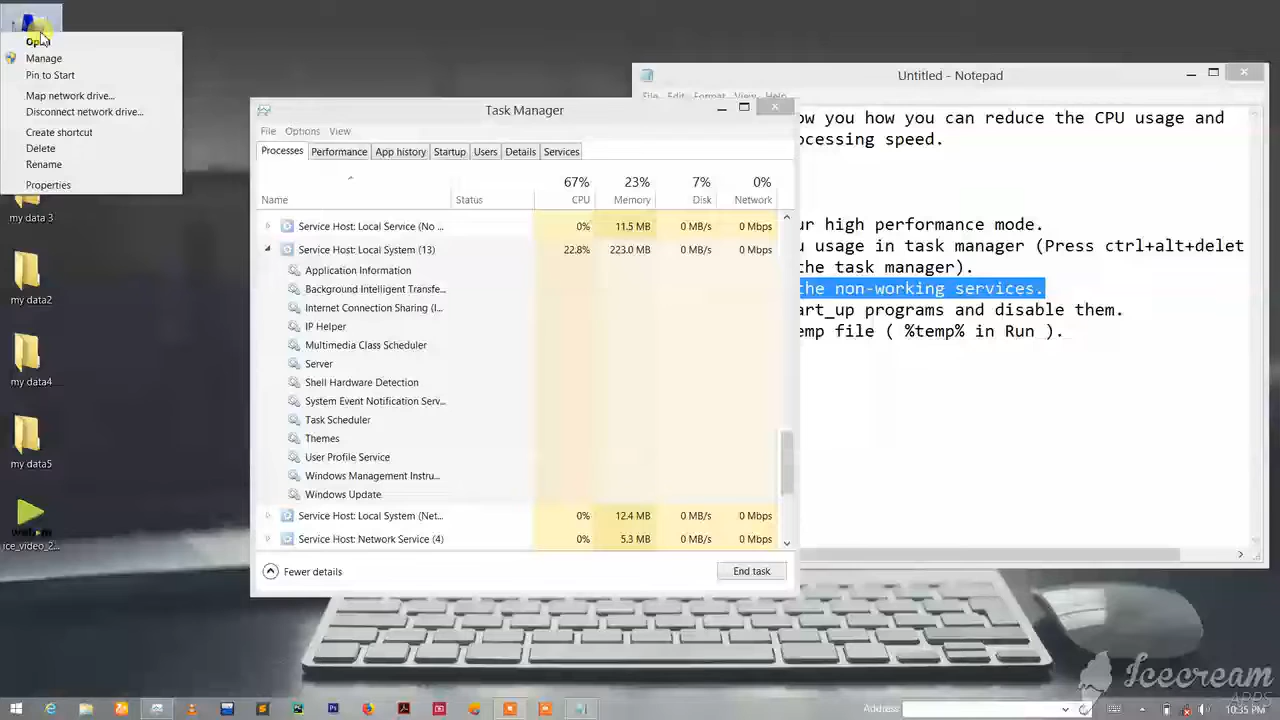 Open
Manage
Pin to Start
Map network drive...
Disconnect network drive...
Create shortcut
Delete
Rename
Properties
my data 3
my data2
my data4
my data5
ice_video_2...
Task Manager
File Options View
Processes Performance App history Startup Users Details Services
67% 23% 7% 0%
Name Status CPU Memory Disk Network
Service Host: Local Service (No ... 0% 11.5 MB 0 MB/s 0 Mbps
Service Host: Local System (13) 22.8% 223.0 MB 0 MB/s 0 Mbps
Application Information
Background Intelligent Transfe...
Internet Connection Sharing (I...
IP Helper
Multimedia Class Scheduler
Server
Shell Hardware Detection
System Event Notification Serv...
Task Scheduler
Themes
User Profile Service
Windows Management Instru...
Windows Update
Service Host: Local System (Net... 0% 12.4 MB 0 MB/s 0 Mbps
Service Host: Network Service (4) 0% 5.3 MB 0 MB/s 0 Mbps
Fewer details
End task
Untitled - Notepad
File Edit Format View Help
ow you how you can reduce the CPU usage and
ocessing speed.
ur high performance mode.
u usage in task manager (Press ctrl+alt+delet
the task manager).
the non-working services.
art_up programs and disable them.
emp file ( %temp% in Run ).
Icecream
APPS
Address:
10:35 PM